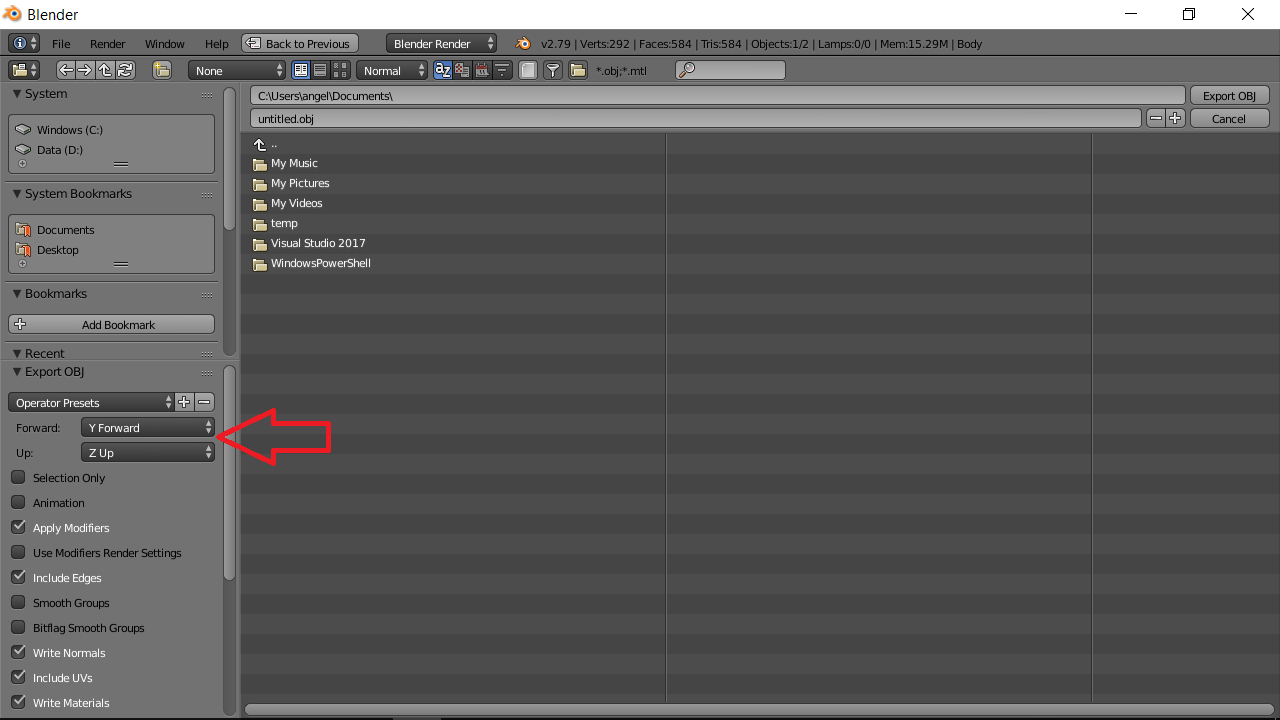 Blender
File Render Window Help Back to Previous Blender Render v2.79 | Verts:292 | Faces:584 | Tris:584 | Objects:1/2 | Lamps:0/0 | Mem:15.29M | Body
None Normal *.obj;*.mtl
System
C:\Users\angel\Documents\ Export OBJ
untitled.obj Cancel
Windows (C:)
Data (D:)
System Bookmarks
Documents
Desktop
Bookmarks
Add Bookmark
Recent
..
My Music
My Pictures
My Videos
temp
Visual Studio 2017
WindowsPowerShell
Export OBJ
Operator Presets
Forward: Y Forward
Up: Z Up
Selection Only
Animation
Apply Modifiers
Use Modifiers Render Settings
Include Edges
Smooth Groups
Bitflag Smooth Groups
Write Normals
Include UVs
Write Materials